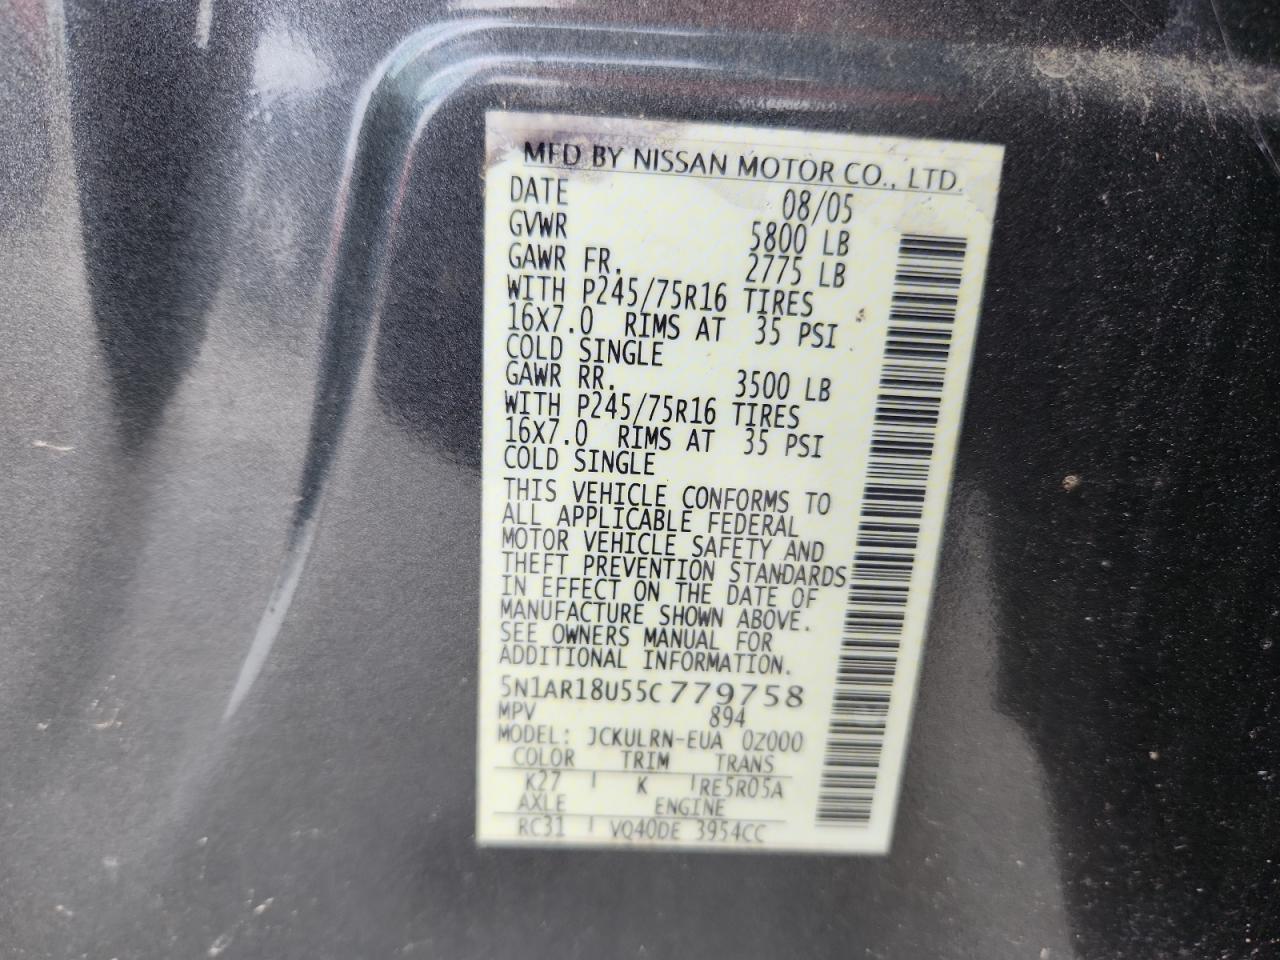 MFD BY NISSAN MOTOR CO., LTD.
DATE 08/05
GVWR 5800 LB
GAWR FR. 2775 LB
WITH P245/75R16 TIRES
16X7.0 RIMS AT 35 PSI
COLD SINGLE
GAWR RR. 3500 LB
WITH P245/75R16 TIRES
16X7.0 RIMS AT 35 PSI
COLD SINGLE
THIS VEHICLE CONFORMS TO
ALL APPLICABLE FEDERAL
MOTOR VEHICLE SAFETY AND
THEFT PREVENTION STANDARDS
IN EFFECT ON THE DATE OF
MANUFACTURE SHOWN ABOVE.
SEE OWNERS MANUAL FOR
ADDITIONAL INFORMATION.
5N1AR18U55C779758
MPV 894
MODEL: JCKULRN-EUA 0Z000
COLOR TRIM TRANS
K27 K RE5R05A
AXLE ENGINE
RC31 VQ40DE 3954CC